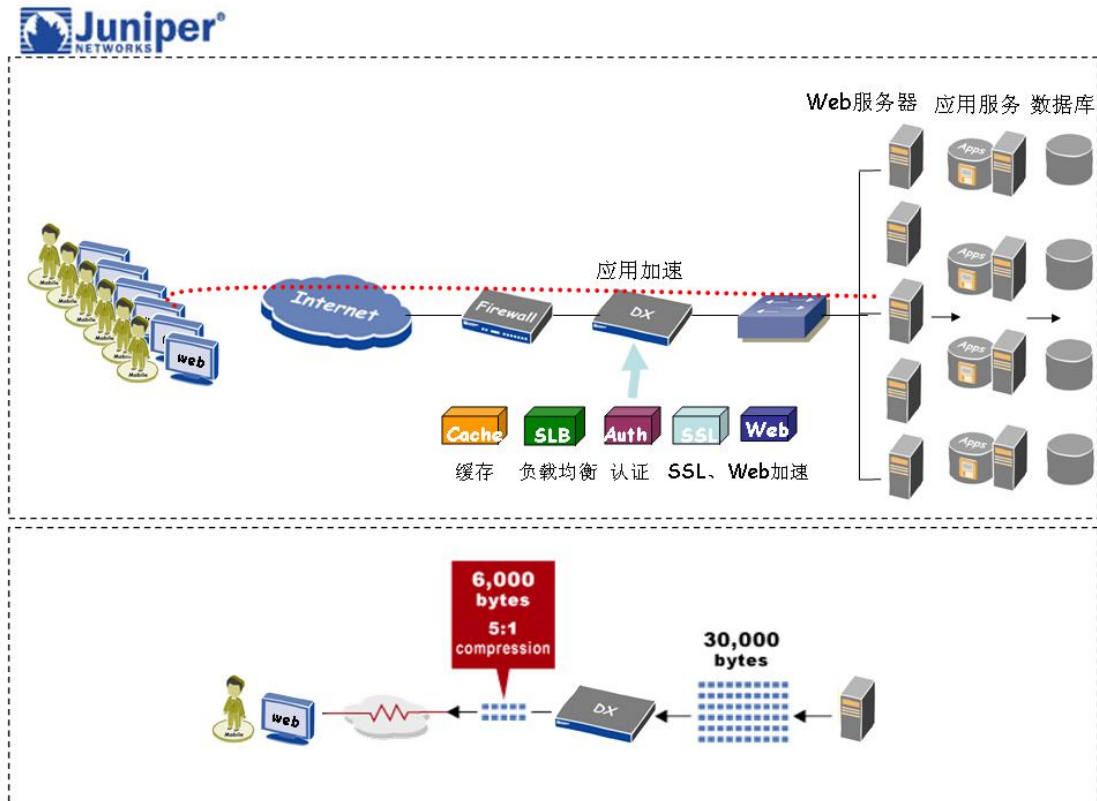 Juniper®
NETWORKS
Web服务器 应用服务 数据库
Apps
Apps
Apps
Apps
应用加速
Internet
Firewall
DX
Mobile
Mobile
web
Cache
SLB
Auth
SSL
Web
缓存 负载均衡 认证 SSL、Web加速
6,000
bytes
5:1
compression
30,000
bytes
web
DX
Mobile